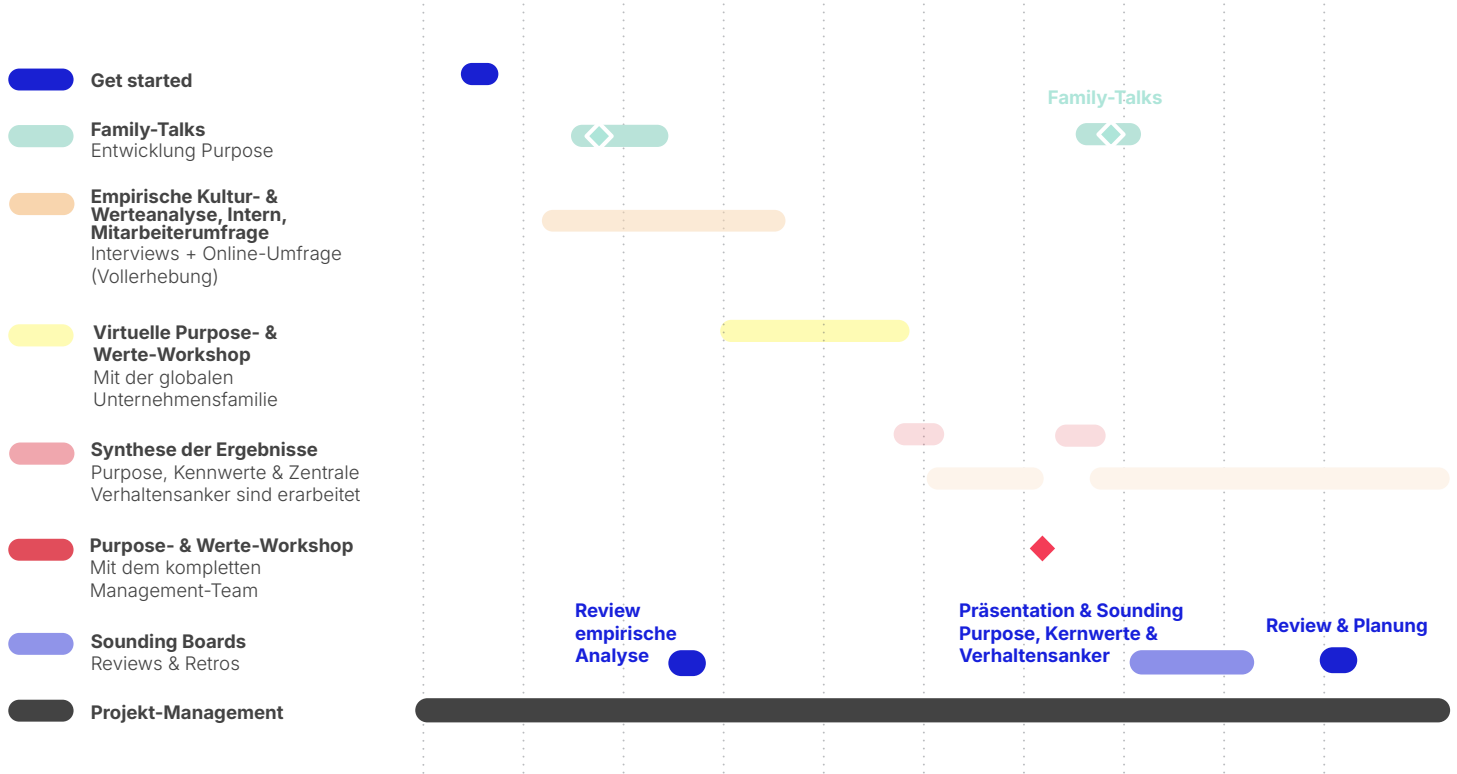 Get started
Family-Talks
Family-Talks
Entwicklung Purpose
Empirische Kultur- &
Werteanalyse, Intern,
Mitarbeiterumfrage
Interviews + Online-Umfrage
(Vollerhebung)
Virtuelle Purpose- &
Werte-Workshop
Mit der globalen
Unternehmensfamilie
Synthese der Ergebnisse
Purpose, Kennwerte & Zentrale
Verhaltensanker sind erarbeitet
Purpose- & Werte-Workshop
Mit dem kompletten
Management-Team
Review
empirische
Analyse
Präsentation & Sounding
Purpose, Kernwerte &
Verhaltensanker
Review & Planung
Sounding Boards
Reviews & Retros
Projekt-Management